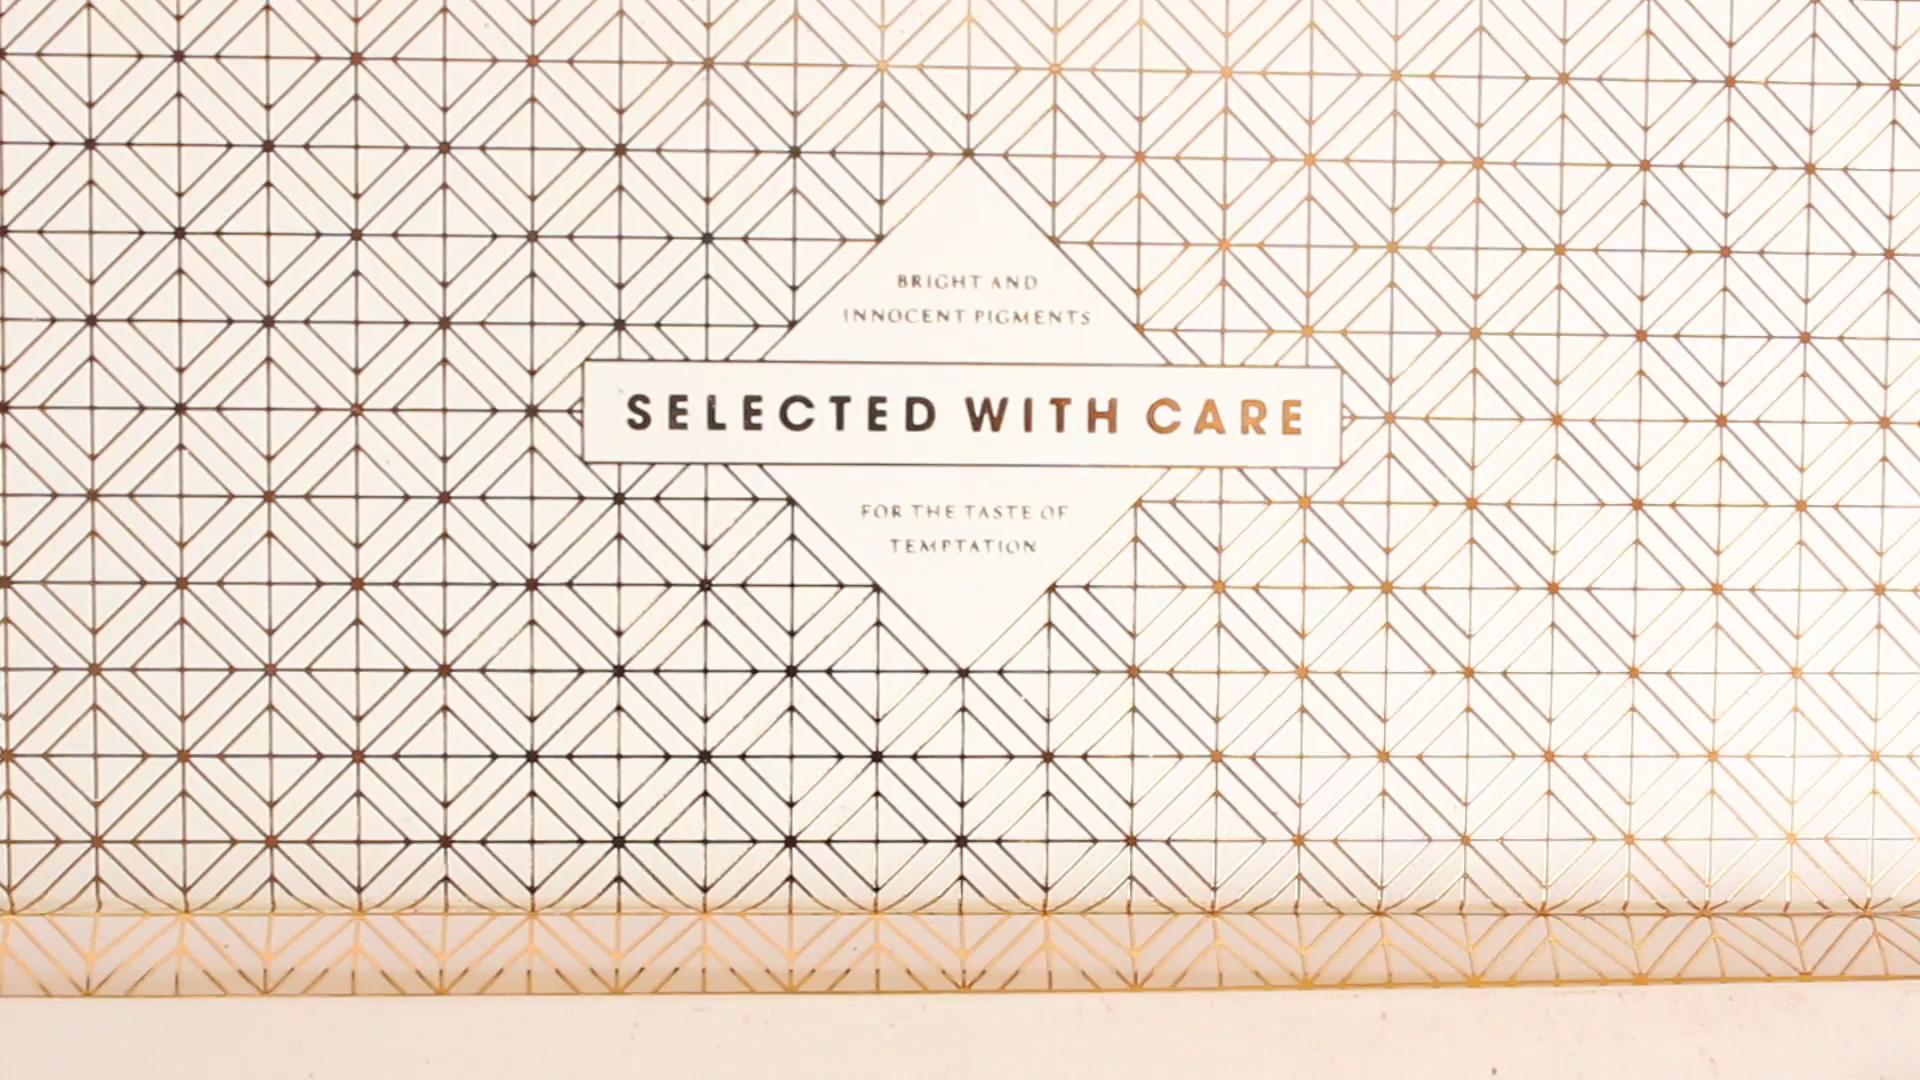 BRIGHT AND
INNOCENT PIGMENTS
SELECTED WITH CARE
FOR THE TASTE OF
TEMPTATION